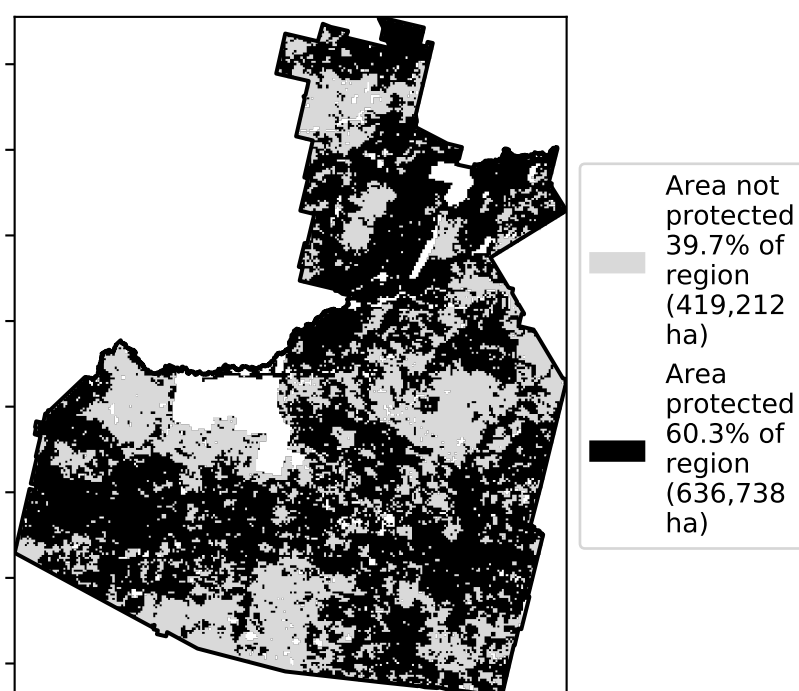 Area not
protected
39.7% of
region
(419,212
ha)
Area
protected
60.3% of
region
(636,738
ha)